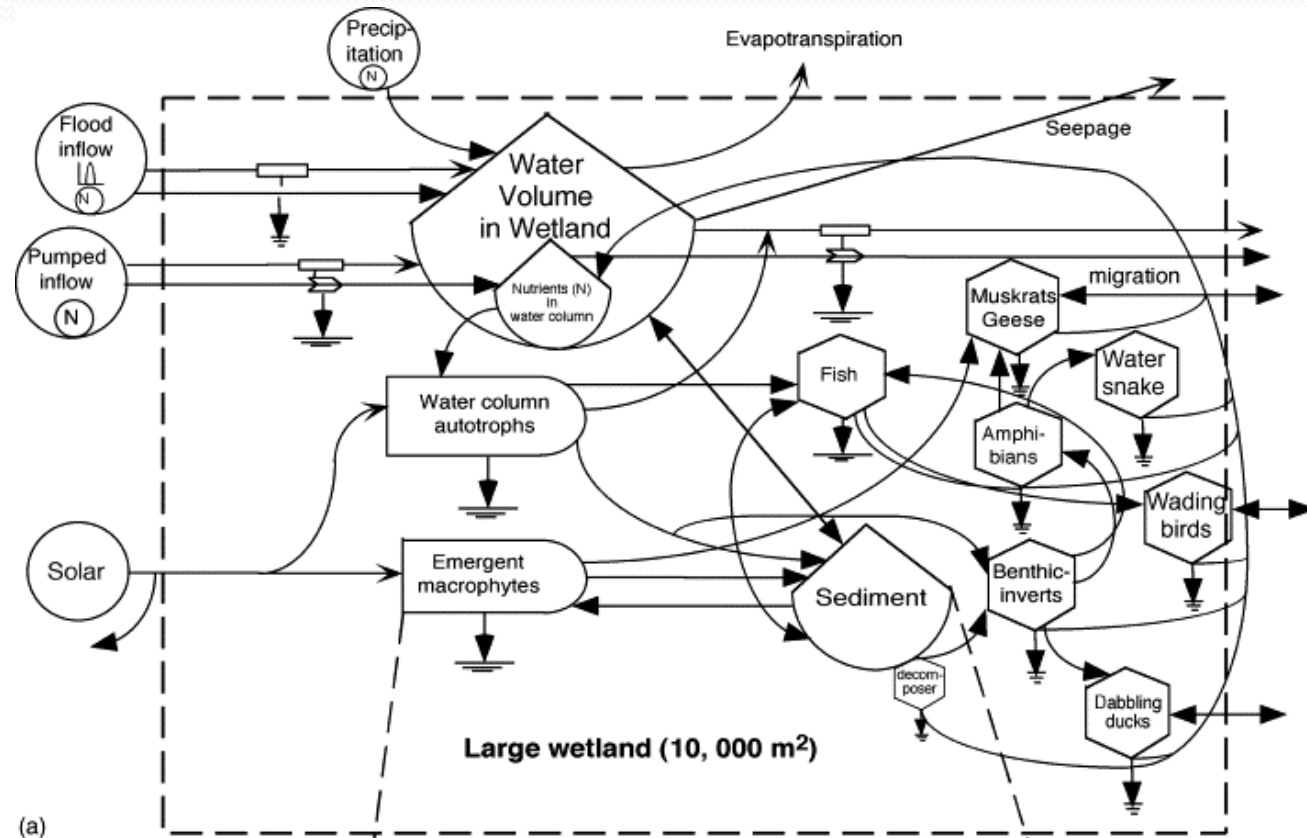 Precip-
itation
N
Evapotranspiration
Flood
inflow
N
Seepage
Water
Volume
in Wetland
Pumped
inflow
N
Nutrients (N)
in
water column
migration
Muskrats
Geese
Water
snake
Fish
Water column
autotrophs
Amphi-
bians
Wading
birds
Solar
Emergent
macrophytes
Benthic-
inverts
Sediment
decom-
poser
Dabbling
ducks
Large wetland (10, 000 m²)
(a)